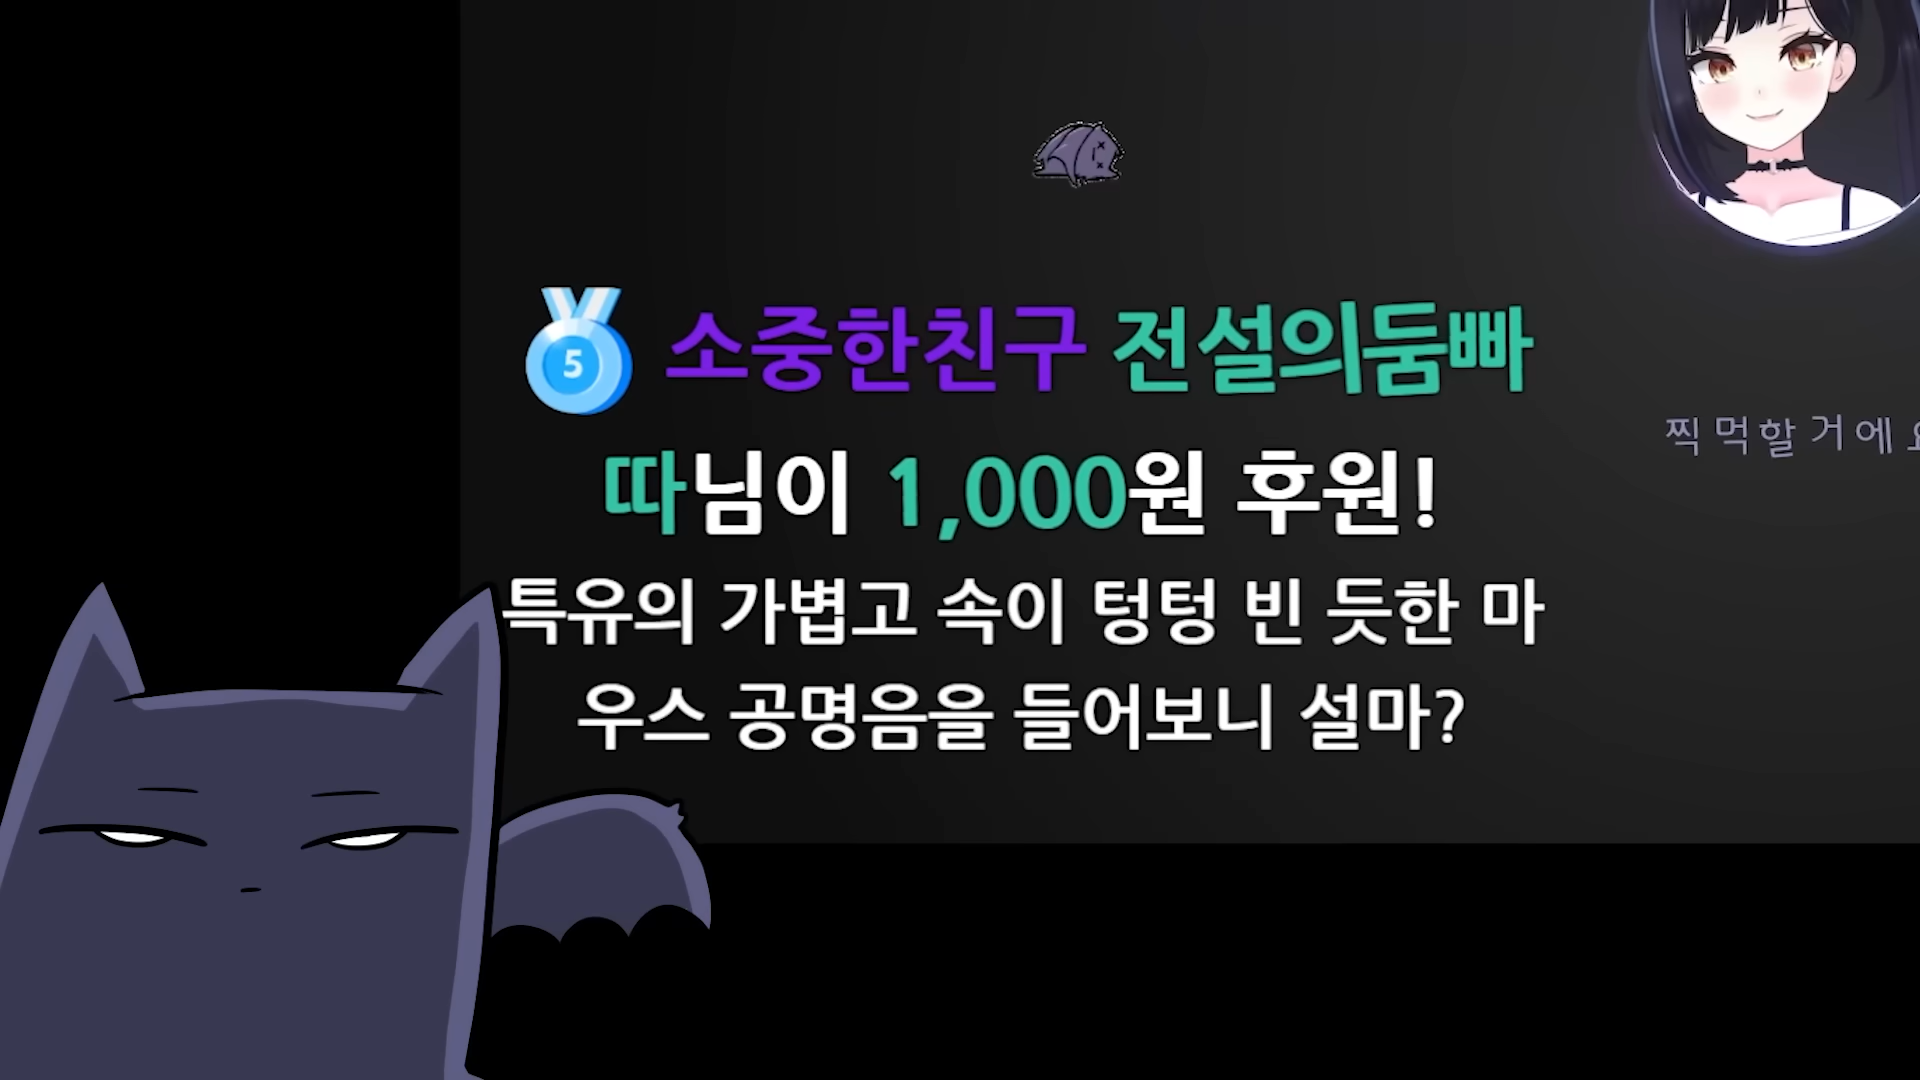 5 소중한친구 전설의둠빠
따님이 1,000원 후원!
특유의 가볍고 속이 텅텅 빈 듯한 마
우스 공명음을 들어보니 설마?
찍먹할거에